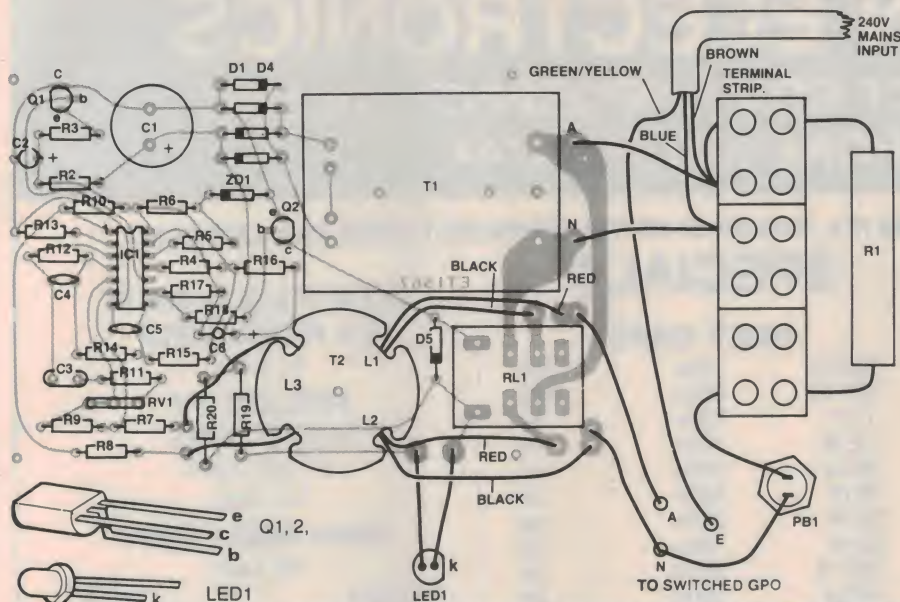 240V
MAINS
INPUT
BROWN
GREEN/YELLOW
TERMINAL
STRIP.
BLUE
D1 D4
c
Q1
b
R3
C1
+
C2
+
R2
A
T1
ZD1
Q2
R10
R6
b
c
N
R13
1
R5
R12
IC1
R4
R16
R1
R17
C4
BLACK
ETI 1567
RED
R18
C6
+
C5
D5
T2
L1
R14
R15
RL1
C3
R11
L3
RV1
R20
R19
L2
R9
R7
R8
RED
BLACK
PB1
e
c
b
Q1, 2,
A
E
N
k
LED1
k
LED1
TO SWITCHED GPO